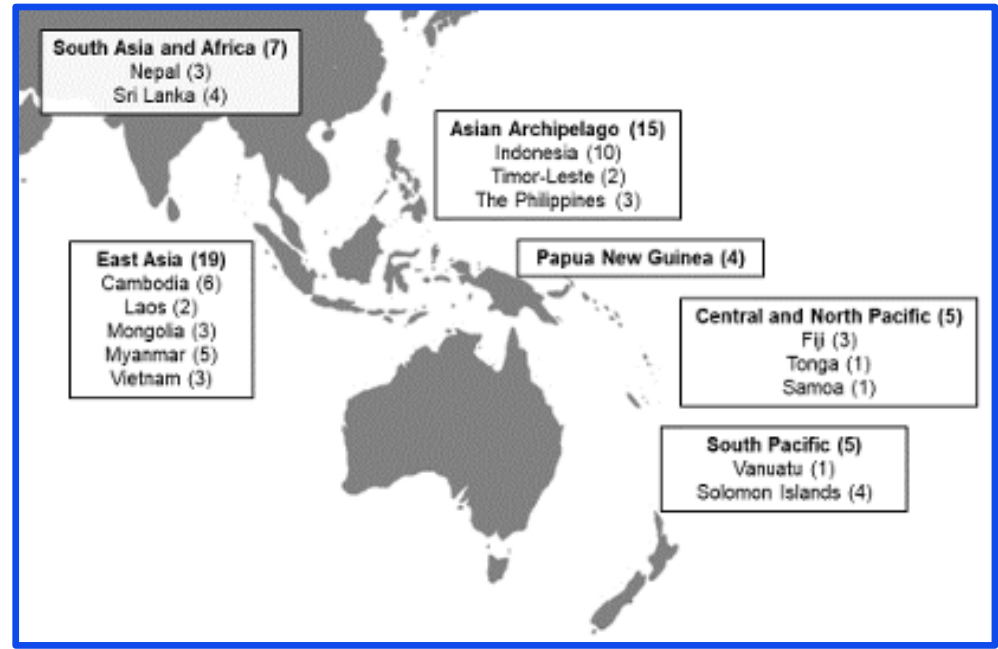 South Asia and Africa (7)
Nepal (3)
Sri Lanka (4)
Asian Archipelago (15)
Indonesia (10)
Timor-Leste (2)
The Philippines (3)
East Asia (19)
Cambodia (6)
Laos (2)
Mongolia (3)
Myanmar (5)
Vietnam (3)
Papua New Guinea (4)
Central and North Pacific (5)
Fiji (3)
Tonga (1)
Samoa (1)
South Pacific (5)
Vanuatu (1)
Solomon Islands (4)